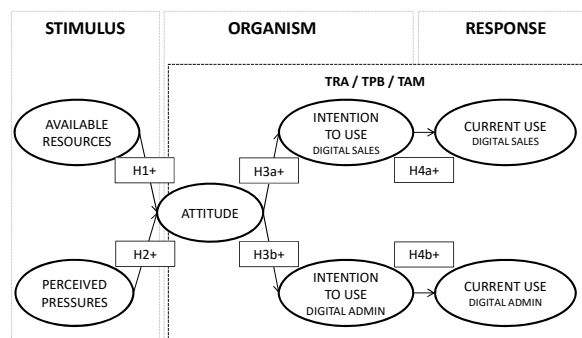 STIMULUS
ORGANISM
RESPONSE
TRA / TPB / TAM
AVAILABLE
RESOURCES
INTENTION
TO USE
DIGITAL SALES
CURRENT USE
DIGITAL SALES
H1+
H3a+
H4a+
ATTITUDE
H2+
H3b+
H4b+
PERCEIVED
PRESSURES
INTENTION
TO USE
DIGITAL ADMIN
CURRENT USE
DIGITAL ADMIN